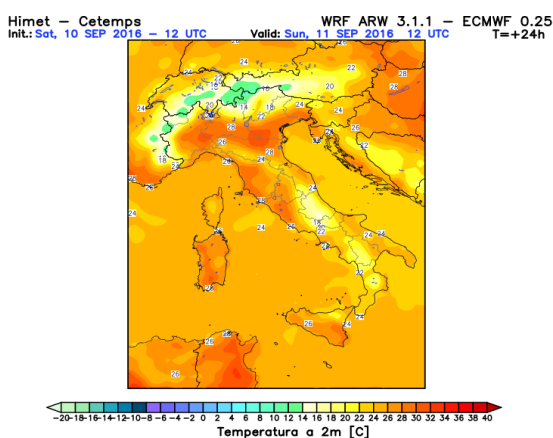 Himet – Cetemps WRF ARW 3.1.1 – ECMWF 0.25
Init.: Sat, 10 SEP 2016 – 12 UTC Valid: Sun, 11 SEP 2016 12 UTC T=+24h
-20 -18 -16 -14 -12 -10 -8 -6 -4 -2 0 2 4 6 8 10 12 14 16 18 20 22 24 26 28 30 32 34 36 38 40
Temperatura a 2m [C]